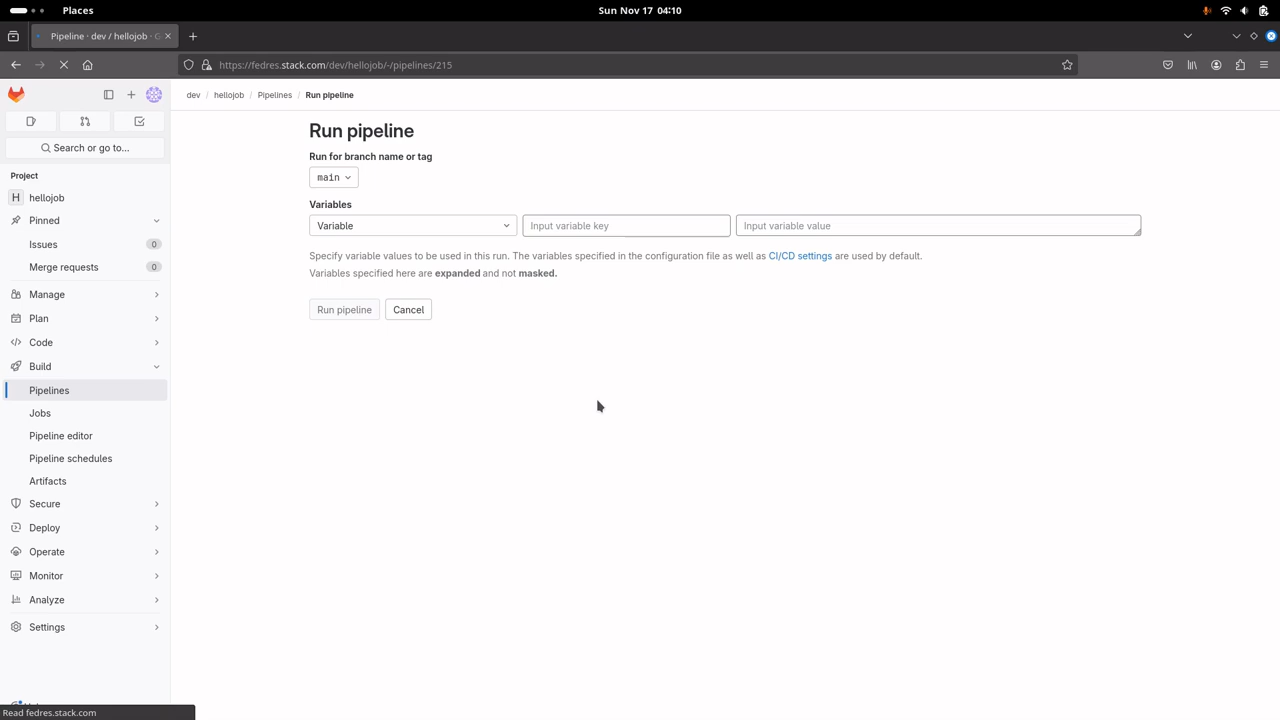 Places
Sun Nov 17 04:10
Pipeline · dev / hellojob · G
https://fedres.stack.com/dev/hellojob/-/pipelines/215
dev / hellojob / Pipelines / Run pipeline
Search or go to...
Project
H hellojob
Pinned
Issues 0
Merge requests 0
Manage
Plan
Code
Build
Pipelines
Jobs
Pipeline editor
Pipeline schedules
Artifacts
Secure
Deploy
Operate
Monitor
Analyze
Settings
Run pipeline
Run for branch name or tag
main
Variables
Variable
Input variable key
Input variable value
Specify variable values to be used in this run. The variables specified in the configuration file as well as CI/CD settings are used by default.
Variables specified here are expanded and not masked.
Run pipeline
Cancel
Read fedres.stack.com